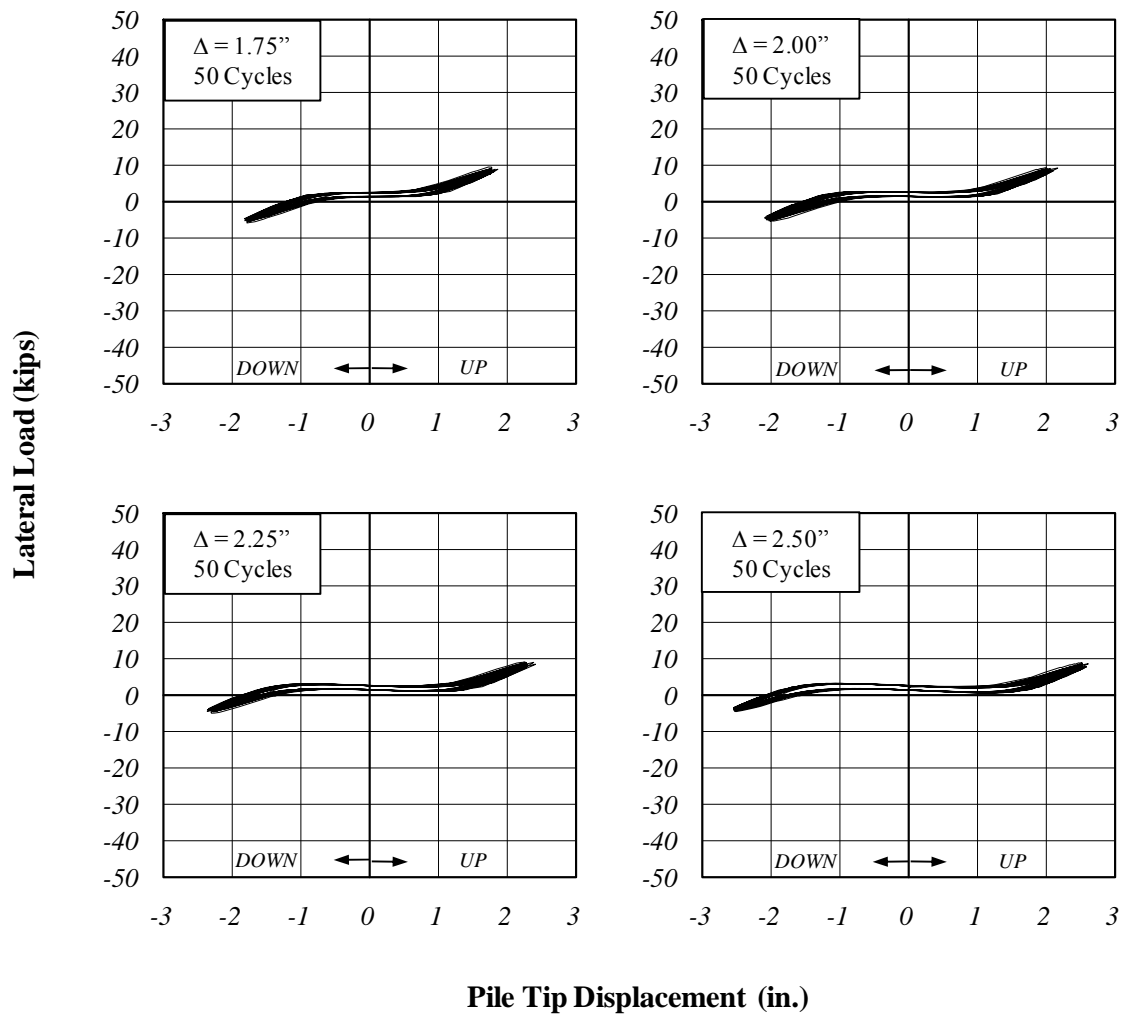 50
40
30
20
10
0
-10
-20
-30
-40
-50
Δ = 1.75”
50 Cycles
DOWN UP
-3 -2 -1 0 1 2 3
50
40
30
20
10
0
-10
-20
-30
-40
-50
Δ = 2.00”
50 Cycles
DOWN UP
-3 -2 -1 0 1 2 3
Lateral Load (kips)
50
40
30
20
10
0
-10
-20
-30
-40
-50
Δ = 2.25”
50 Cycles
DOWN UP
-3 -2 -1 0 1 2 3
50
40
30
20
10
0
-10
-20
-30
-40
-50
Δ = 2.50”
50 Cycles
DOWN UP
-3 -2 -1 0 1 2 3
Pile Tip Displacement (in.)